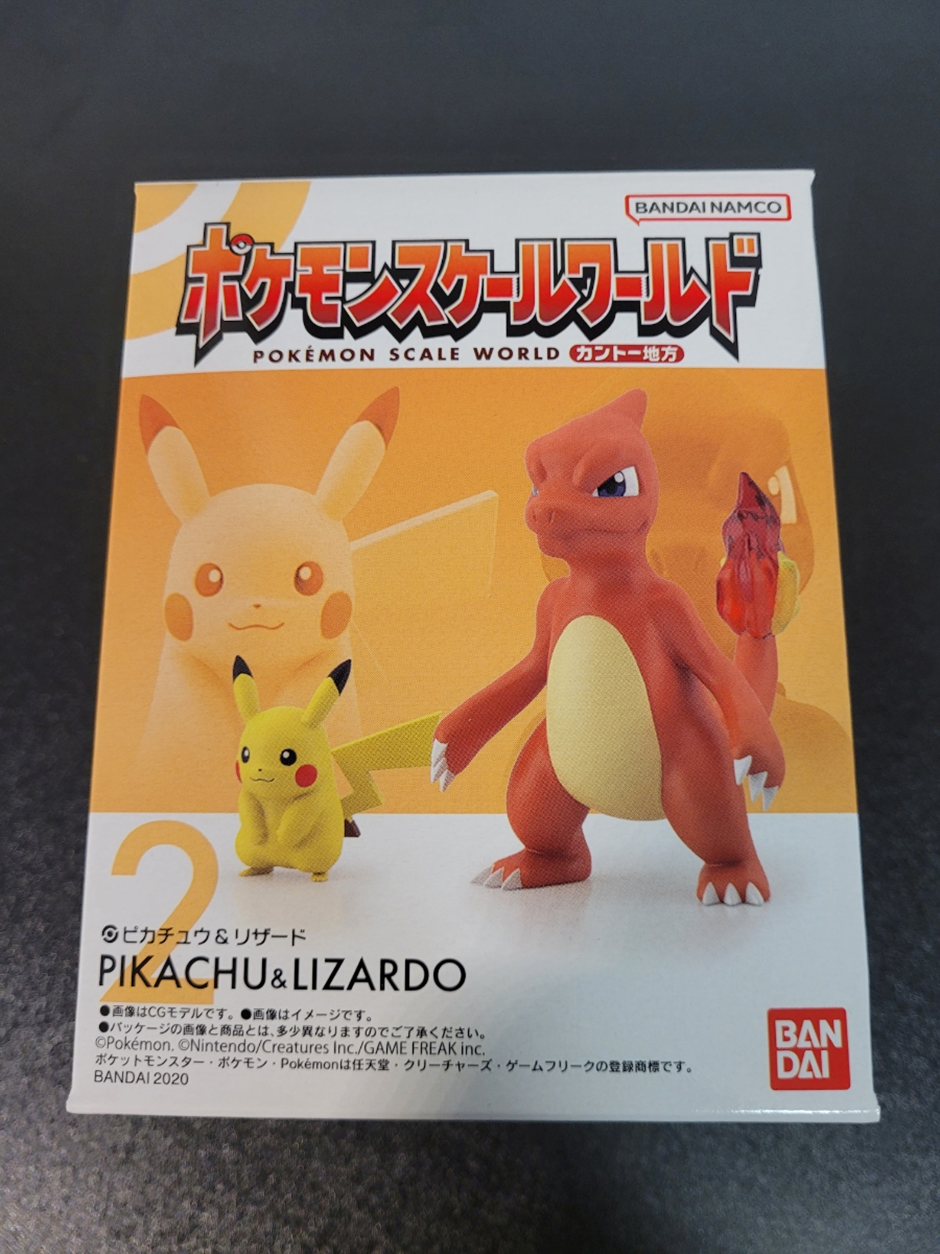 BANDAI NAMCO
ポケモンスケールワールド
POKÉMON SCALE WORLD カントー地方
2
ピカチュウ&リザード
PIKACHU&LIZARDO
●画像はCGモデルです。●画像はイメージです。
●パッケージの画像と商品とは、多少異なりますのでご了承ください。
©Pokémon. ©Nintendo/Creatures Inc./GAME FREAK inc.
ポケットモンスター・ポケモン・Pokémonは任天堂・クリーチャーズ・ゲームフリークの登録商標です。
BANDAI 2020
BAN
DAI